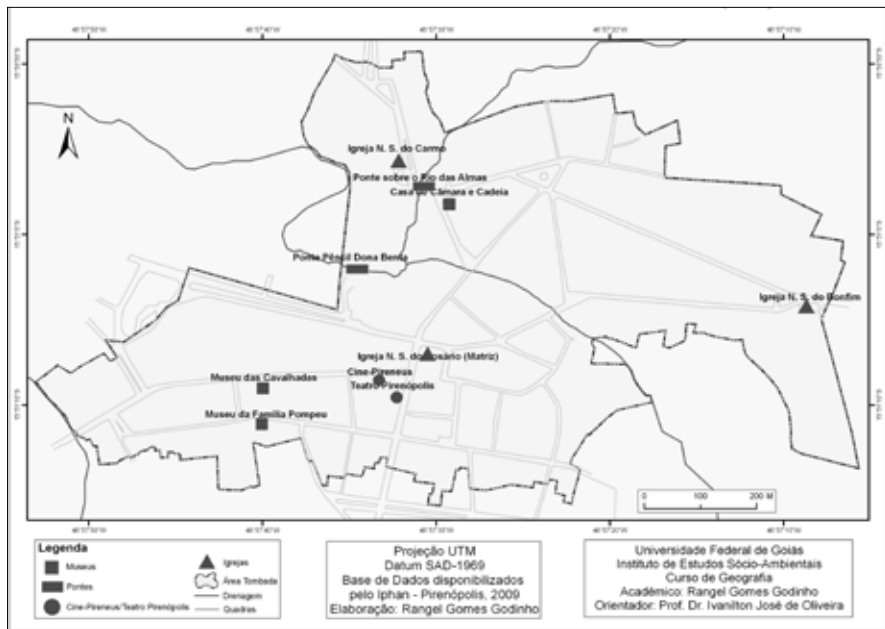 N
Igreja N. S. do Carmo
Ponte sobre o Rio das Almas
Casa de Câmara e Cadeia
Ponte Pênsil Dona Benta
Igreja N. S. do Bonfim
Igreja N. S. do Rosário (Matriz)
Cine-Pireneus
Teatro Pirenópolis
Museu das Cavalhadas
Museu da Família Pompeu
0 100 200 M
Legenda
Museus
Pontes
Cine-Pireneus/Teatro Pirenópolis
Igrejas
Área Tombada
Drenagem
Quadras
Projeção UTM
Datum SAD-1969
Base de Dados disponibilizados
pelo Iphan - Pirenópolis, 2009
Elaboração: Rangel Gomes Godinho
Universidade Federal de Goiás
Instituto de Estudos Sócio-Ambientais
Curso de Geografia
Acadêmico: Rangel Gomes Godinho
Orientador: Prof. Dr. Ivanilton José de Oliveira